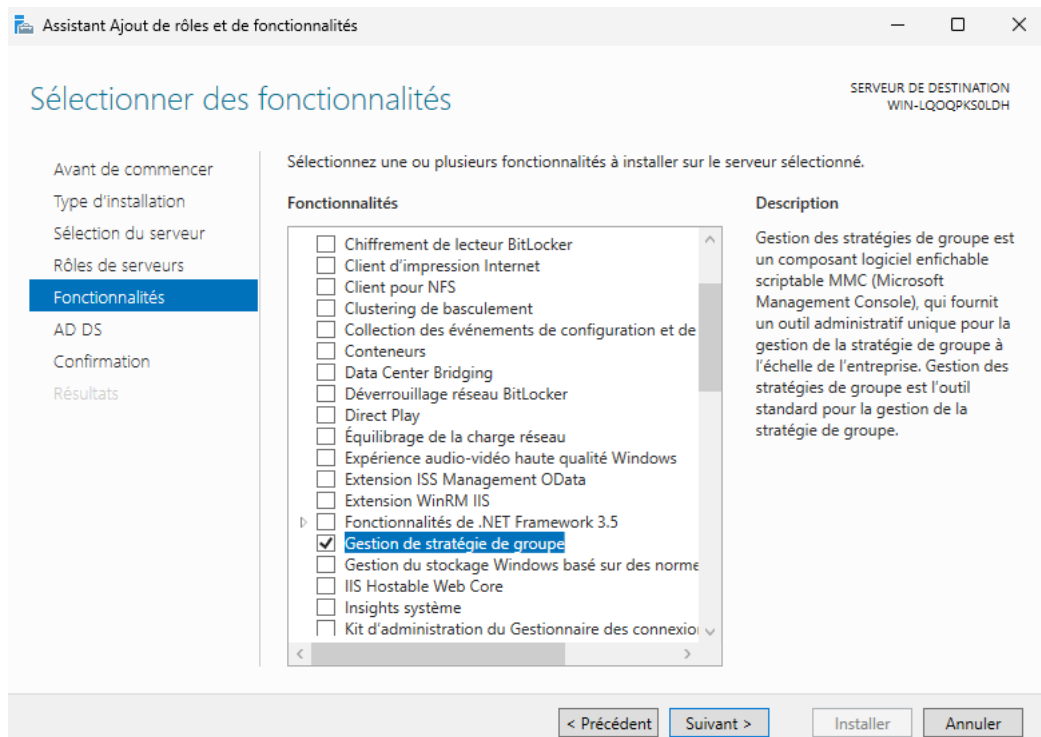 Assistant Ajout de rôles et de fonctionnalités
Sélectionner des fonctionnalités
SERVEUR DE DESTINATION
WIN-LQOQPKS0LDH
Avant de commencer
Type d'installation
Sélection du serveur
Rôles de serveurs
Fonctionnalités
AD DS
Confirmation
Résultats
Sélectionnez une ou plusieurs fonctionnalités à installer sur le serveur sélectionné.
Fonctionnalités
Chiffrement de lecteur BitLocker
Client d'impression Internet
Client pour NFS
Clustering de basculement
Collection des événements de configuration et de
Conteneurs
Data Center Bridging
Déverrouillage réseau BitLocker
Direct Play
Équilibrage de la charge réseau
Expérience audio-vidéo haute qualité Windows
Extension ISS Management OData
Extension WinRM IIS
Fonctionnalités de .NET Framework 3.5
Gestion de stratégie de groupe
Gestion du stockage Windows basé sur des norme
IIS Hostable Web Core
Insights système
Kit d'administration du Gestionnaire des connexio
Description
Gestion des stratégies de groupe est
un composant logiciel enfichable
scriptable MMC (Microsoft
Management Console), qui fournit
un outil administratif unique pour la
gestion de la stratégie de groupe à
l'échelle de l'entreprise. Gestion des
stratégies de groupe est l'outil
standard pour la gestion de la
stratégie de groupe.
< Précédent
Suivant >
Installer
Annuler